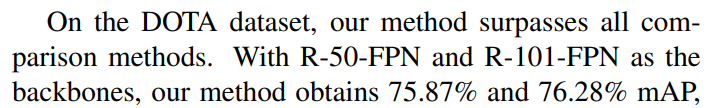 On the DOTA dataset, our method surpasses all com-
parison methods. With R-50-FPN and R-101-FPN as the
backbones, our method obtains 75.87% and 76.28% mAP,